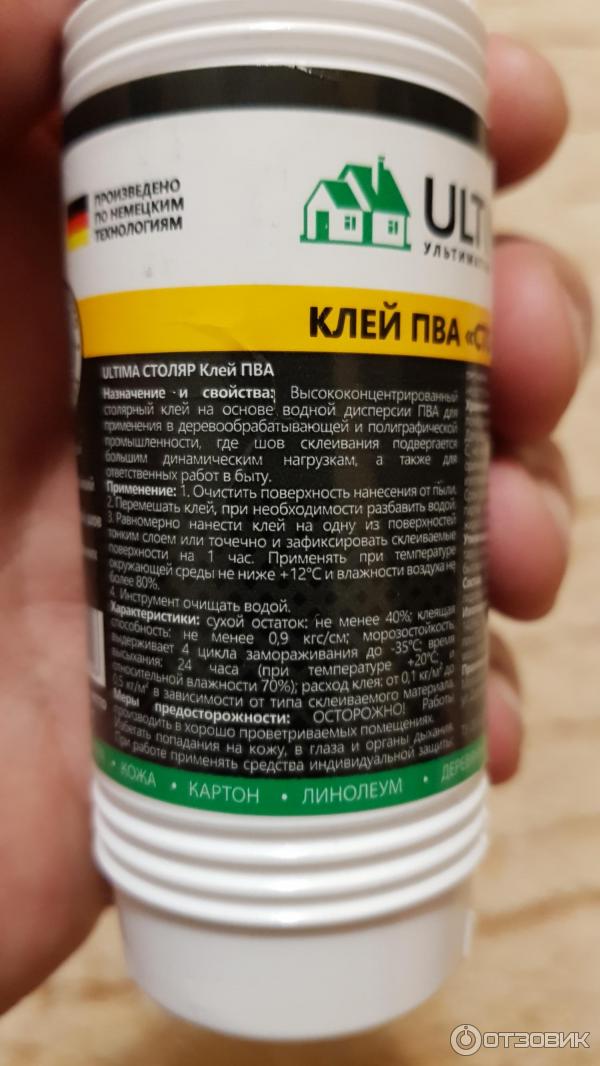 ПРОИЗВЕДЕНО
ПО НЕМЕЦКИМ
ТЕХНОЛОГИЯМ
ULTI
УЛЬТИМА
КЛЕЙ ПВА «СТО
ULTIMA СТОЛЯР Клей ПВА
Назначение и свойства: Высококонцентрированный
столярный клей на основе водной дисперсии ПВА для
применения в деревообрабатывающей и полиграфической
промышленности, где шов склеивания подвергается
большим динамическим нагрузкам, а также для
ответственных работ в быту.
Применение: 1. Очистить поверхность нанесения от пыли.
2. Перемешать клей, при необходимости разбавить водой.
3. Равномерно нанести клей на одну из поверхностей
тонким слоем или точечно и зафиксировать склеиваемые
поверхности на 1 час. Применять при температуре
окружающей среды не ниже +12°С и влажности воздуха не
более 80%.
4. Инструмент очищать водой.
Характеристики: сухой остаток: не менее 40%; клеящая
способность: не менее 0,9 кгс/см; морозостойкость:
выдерживает 4 цикла замораживания до -35°С; время
высыхания: 24 часа (при температуре +20°С, и
относительной влажности 70%); расход клея: от 0,1 кг/м² до
0,5 кг/м² в зависимости от типа склеиваемого материала.
Меры предосторожности: ОСТОРОЖНО! Работы
производить в хорошо проветриваемых помещениях.
Избегать попадания на кожу, в глаза и органы дыхания.
При работе применять средства индивидуальной защиты.
• КОЖА • КАРТОН • ЛИНОЛЕУМ • ДЕРЕВ
ОТЗОВИК